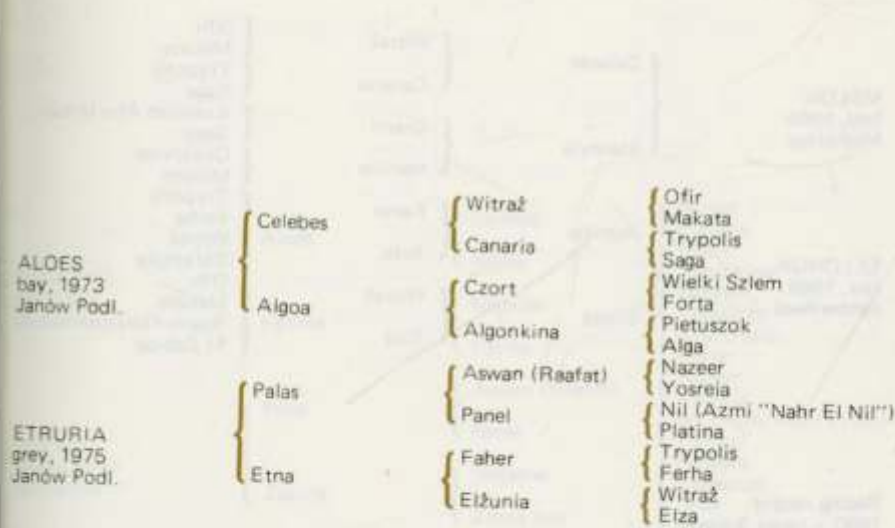 ALOES
bay, 1973
Janów Podl.
Celebes
Algoa
Witraż
Canaria
Czort
Algonkina
Ofir
Makata
Trypolis
Saga
Wielki Szlem
Forta
Pietuszok
Alga
ETRURIA
grey, 1975
Janów Podl.
Palas
Etna
Aswan (Raafat)
Panel
Faher
Elżunia
Nazeer
Yosreia
Nil (Azmi "Nahr El Nil")
Platina
Trypolis
Ferha
Witraż
Elza